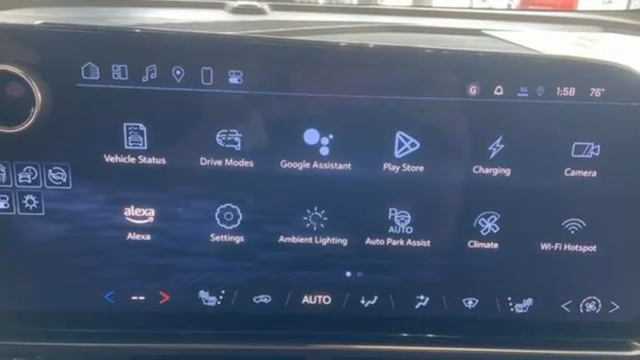 G 1:58 76°
Vehicle Status Drive Modes Google Assistant Play Store Charging Camera
alexa P AUTO
Alexa Settings Ambient Lighting Auto Park Assist Climate Wi-Fi Hotspot
-- AUTO